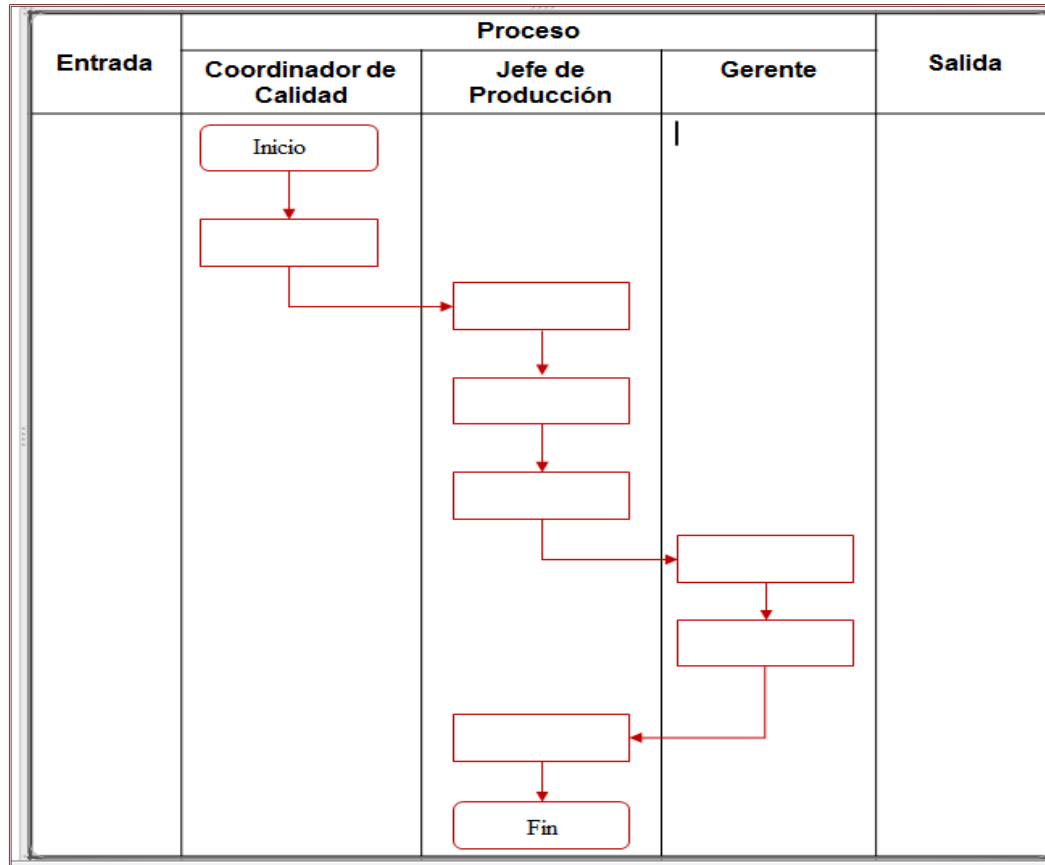 Proceso
Entrada
Coordinador de
Calidad
Jefe de
Producción
Gerente
Salida
Inicio
Fin